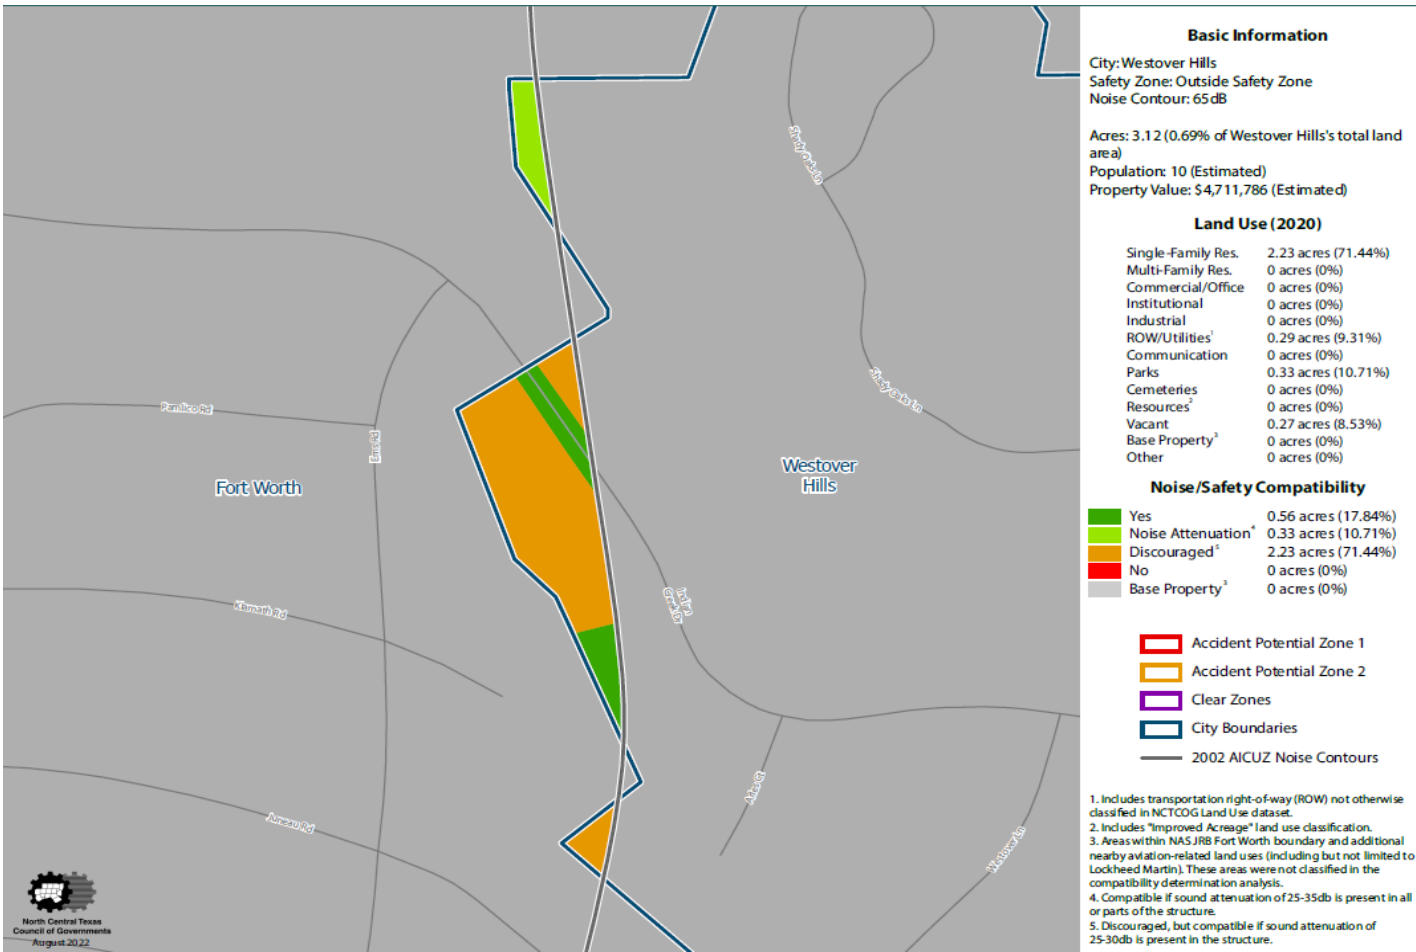 Basic Information
City: Westover Hills
Safety Zone: Outside Safety Zone
Noise Contour: 65dB
Acres: 3.12 (0.69% of Westover Hills's total land
area)
Population: 10 (Estimated)
Property Value: $4,711,786 (Estimated)
Land Use (2020)
Single-Family Res. 2.23 acres (71.44%)
Multi-Family Res. 0 acres (0%)
Commercial/Office 0 acres (0%)
Institutional 0 acres (0%)
Industrial 0 acres (0%)
ROW/Utilities¹ 0.29 acres (9.31%)
Communication 0 acres (0%)
Parks 0.33 acres (10.71%)
Cemeteries 0 acres (0%)
Resources² 0 acres (0%)
Vacant 0.27 acres (8.53%)
Base Property³ 0 acres (0%)
Other 0 acres (0%)
Noise/Safety Compatibility
Yes 0.56 acres (17.84%)
Noise Attenuation⁴ 0.33 acres (10.71%)
Discouraged⁵ 2.23 acres (71.44%)
No 0 acres (0%)
Base Property³ 0 acres (0%)
Accident Potential Zone 1
Accident Potential Zone 2
Clear Zones
City Boundaries
2002 AICUZ Noise Contours
1. Includes transportation right-of-way (ROW) not otherwise
classified in NCTCOG Land Use dataset.
2. Includes "Improved Acreage" land use classification.
3. Areas within NAS JRB Fort Worth boundary and additional
nearby aviation-related land uses (including but not limited to
Lockheed Martin). These areas were not classified in the
compatibility determination analysis.
4. Compatible if sound attenuation of 25-35db is present in all
or parts of the structure.
5. Discouraged, but compatible if sound attenuation of
25-30db is present in the structure.
Shady Oaks Ln
Shady Oaks Ln
Pamlico Rd
Rd
Fort Worth
Westover
Hills
Klamath Rd
Indian
Creek Dr
Juneau Rd
Ct
Westover Ln
North Central Texas
Council of Governments
August 2022